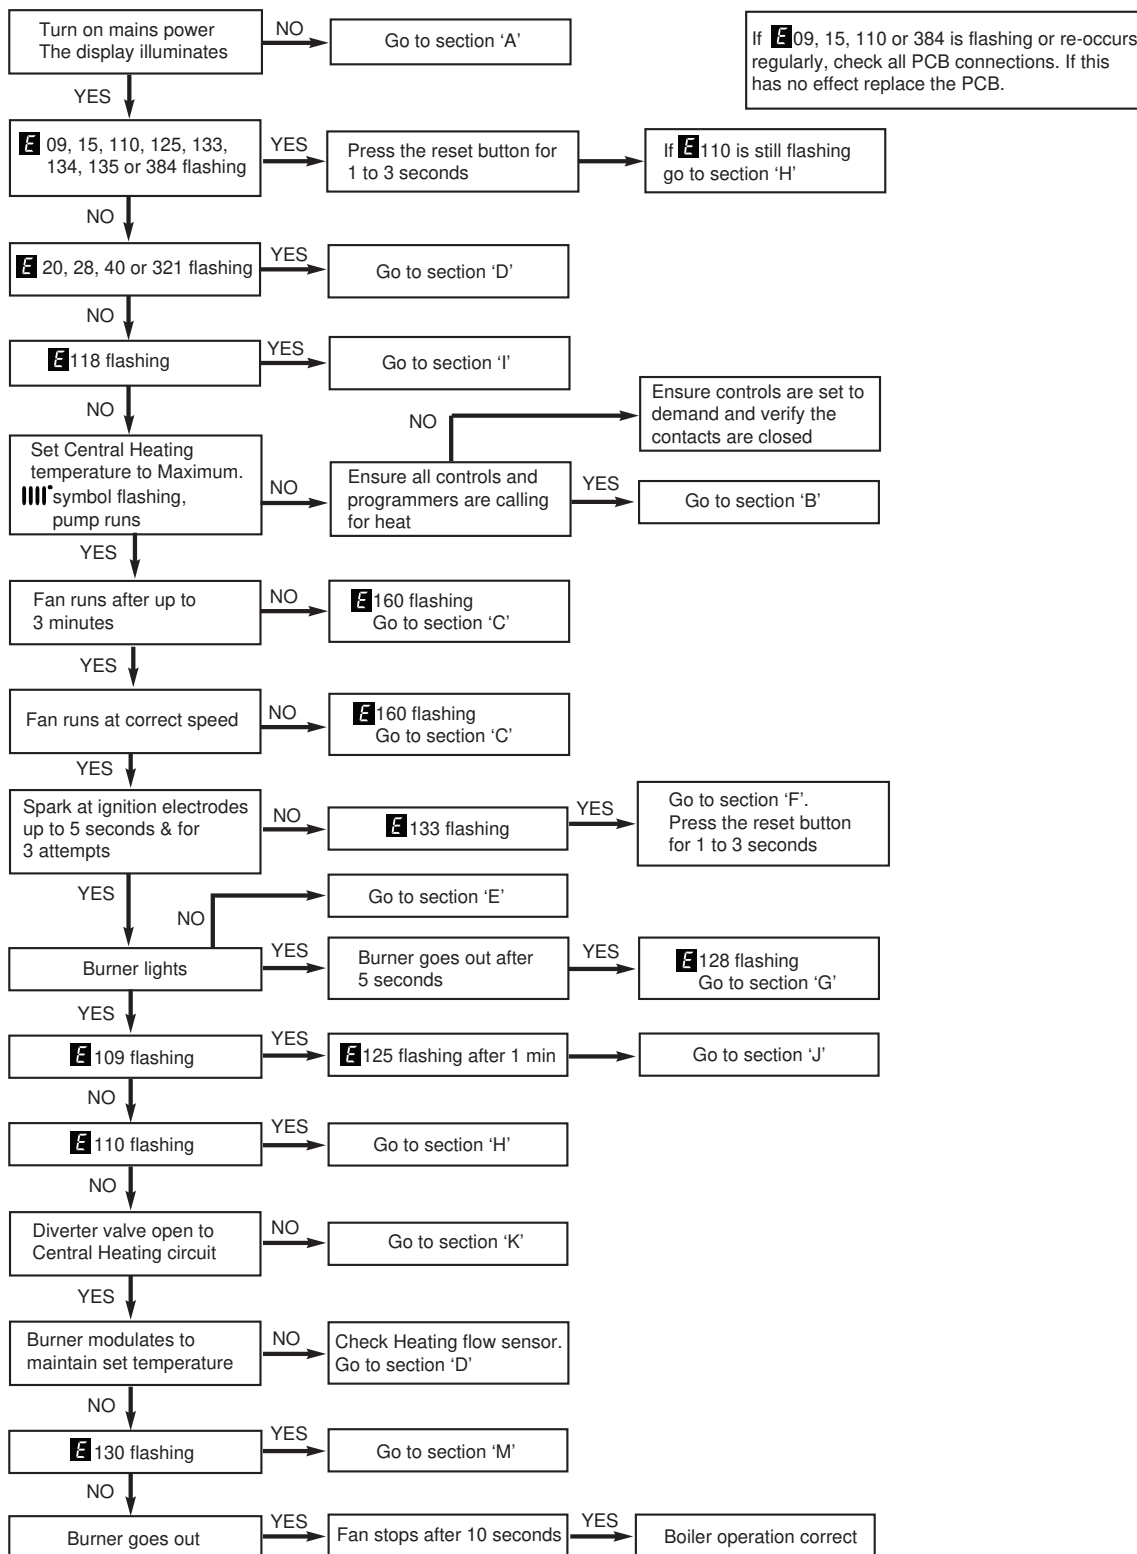 Turn on mains power
The display illuminates
NO
Go to section ‘A’
If E 09, 15, 110 or 384 is flashing or re-occurs
regularly, check all PCB connections. If this
has no effect replace the PCB.
YES
E 09, 15, 110, 125, 133,
134, 135 or 384 flashing
YES
Press the reset button for
1 to 3 seconds
If E 110 is still flashing
go to section ‘H’
NO
E 20, 28, 40 or 321 flashing
YES
Go to section ‘D’
NO
E 118 flashing
YES
Go to section ‘I’
NO
Set Central Heating
temperature to Maximum.
symbol flashing,
pump runs
NO
Ensure all controls and
programmers are calling
for heat
NO
Ensure controls are set to
demand and verify the
contacts are closed
YES
Go to section ‘B’
YES
Fan runs after up to
3 minutes
NO
E 160 flashing
Go to section ‘C’
YES
Fan runs at correct speed
NO
E 160 flashing
Go to section ‘C’
YES
Spark at ignition electrodes
up to 5 seconds & for
3 attempts
NO
E 133 flashing
YES
Go to section ‘F’.
Press the reset button
for 1 to 3 seconds
YES
NO
Go to section ‘E’
Burner lights
YES
Burner goes out after
5 seconds
YES
E 128 flashing
Go to section ‘G’
YES
E 109 flashing
YES
E 125 flashing after 1 min
Go to section ‘J’
NO
E 110 flashing
YES
Go to section ‘H’
NO
Diverter valve open to
Central Heating circuit
NO
Go to section ‘K’
YES
Burner modulates to
maintain set temperature
NO
Check Heating flow sensor.
Go to section ‘D’
NO
E 130 flashing
YES
Go to section ‘M’
NO
Burner goes out
YES
Fan stops after 10 seconds
YES
Boiler operation correct